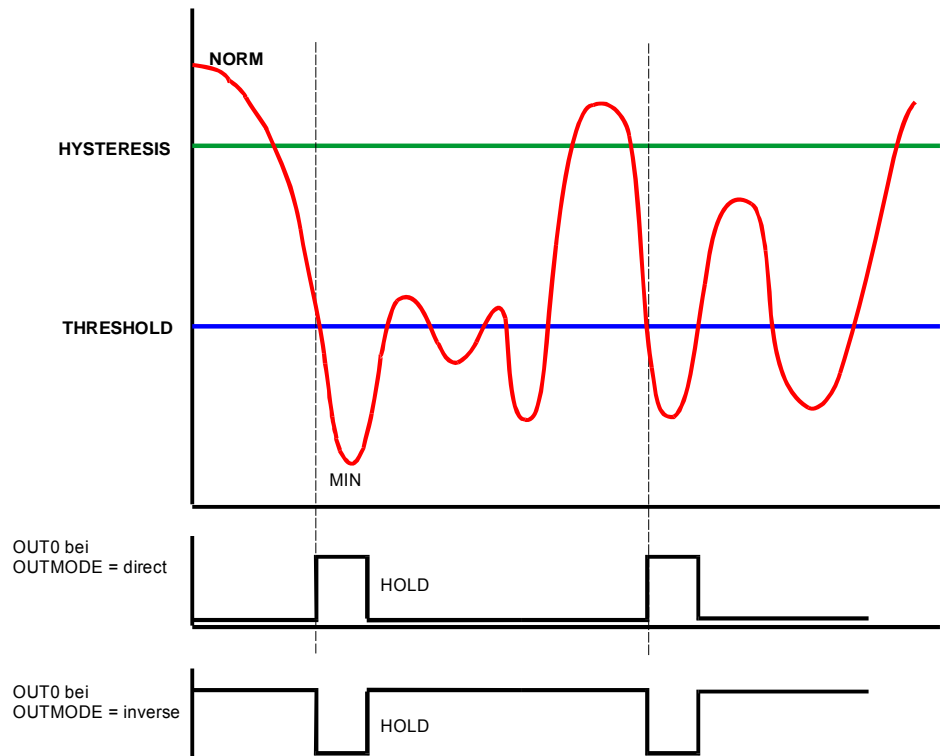 NORM
HYSTERESIS
THRESHOLD
MIN
OUT0 bei
OUTMODE = direct
HOLD
OUT0 bei
OUTMODE = inverse
HOLD